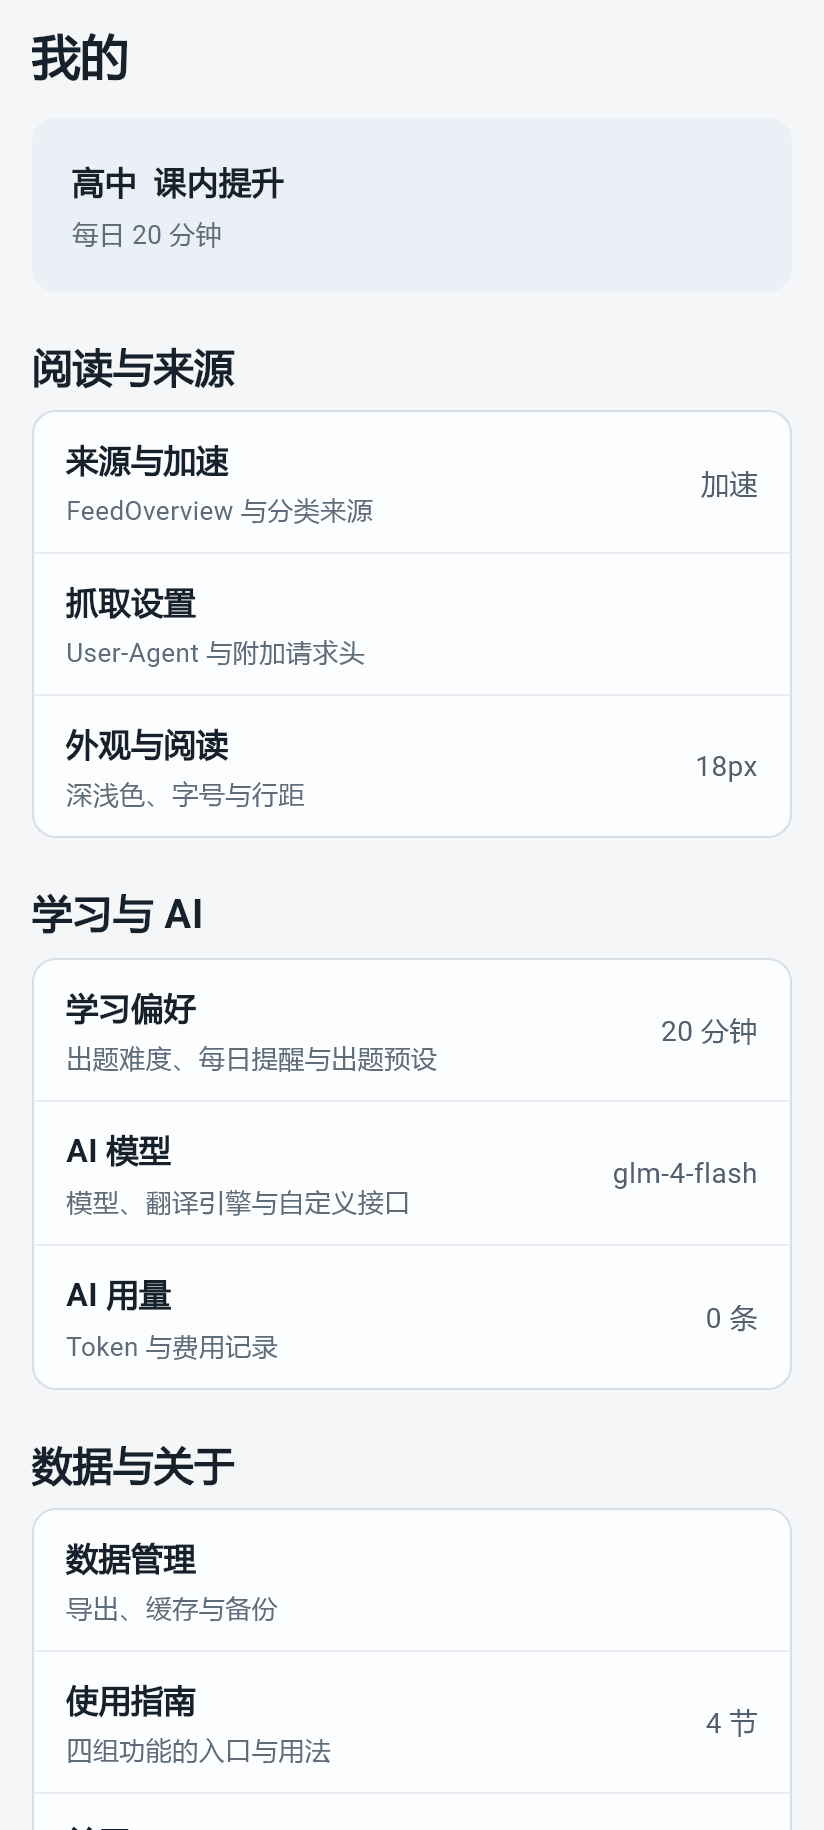 我的
高中 课内提升
每日 20 分钟
阅读与来源
来源与加速
FeedOverview 与分类来源
加速
抓取设置
User-Agent 与附加请求头
外观与阅读
深浅色、字号与行距
18px
学习与 AI
学习偏好
出题难度、每日提醒与出题预设
20 分钟
AI 模型
模型、翻译引擎与自定义接口
glm-4-flash
AI 用量
Token 与费用记录
0 条
数据与关于
数据管理
导出、缓存与备份
使用指南
四组功能的入口与用法
4 节